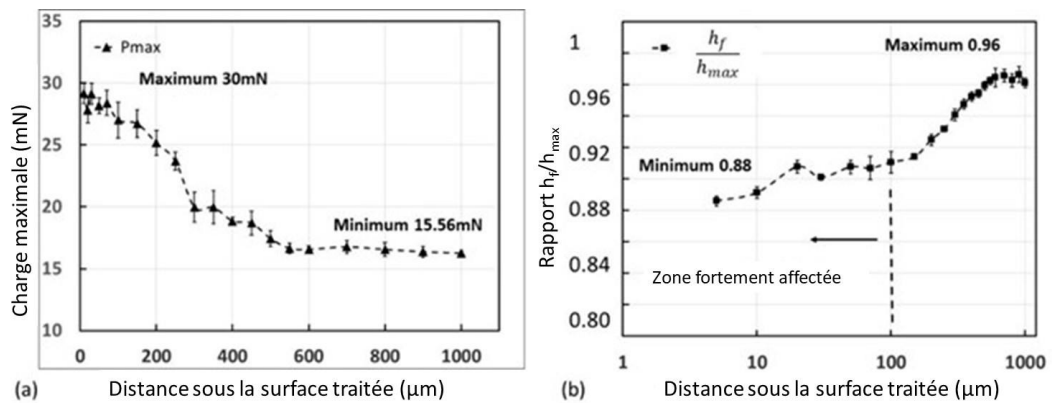 35
30
25
20
15
10
Charge maximale (mN)
Pmax
Maximum 30mN
Minimum 15.56mN
0 200 400 600 800 1000
(a) Distance sous la surface traitée (µm)
1
0.96
0.92
0.88
0.84
0.80
Rapport hf/hmax
hf
hmax
Maximum 0.96
Minimum 0.88
Zone fortement affectée
1 10 100 1000
(b) Distance sous la surface traitée (µm)